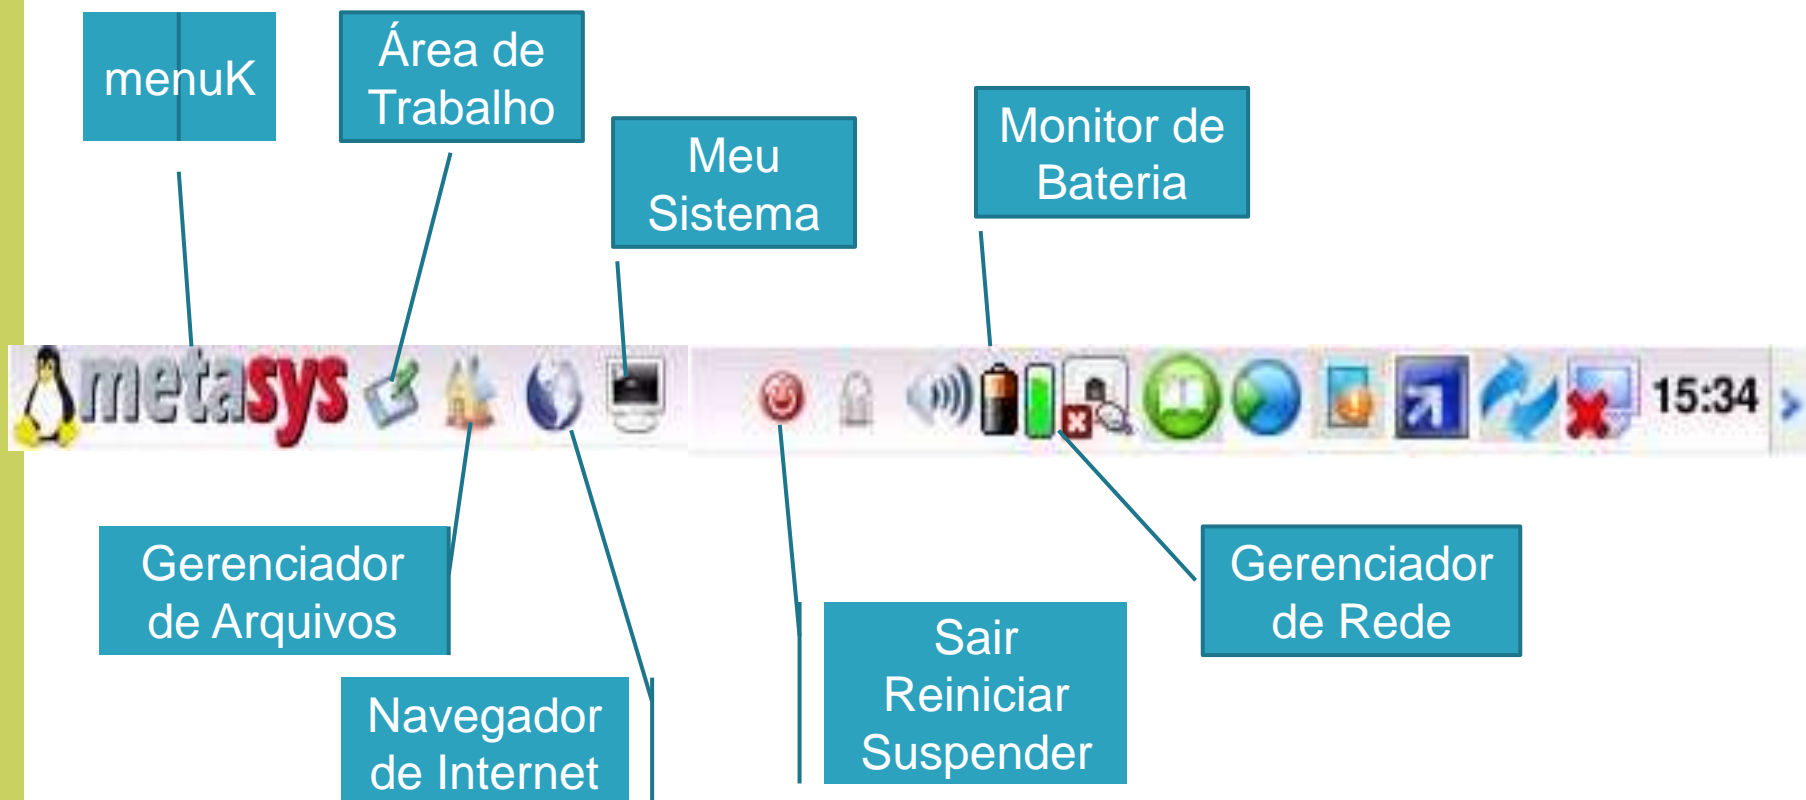 menuK
Área de
Trabalho
Meu
Sistema
Monitor de
Bateria
metasys
15:34
Gerenciador
de Arquivos
Navegador
de Internet
Sair
Reiniciar
Suspender
Gerenciador
de Rede